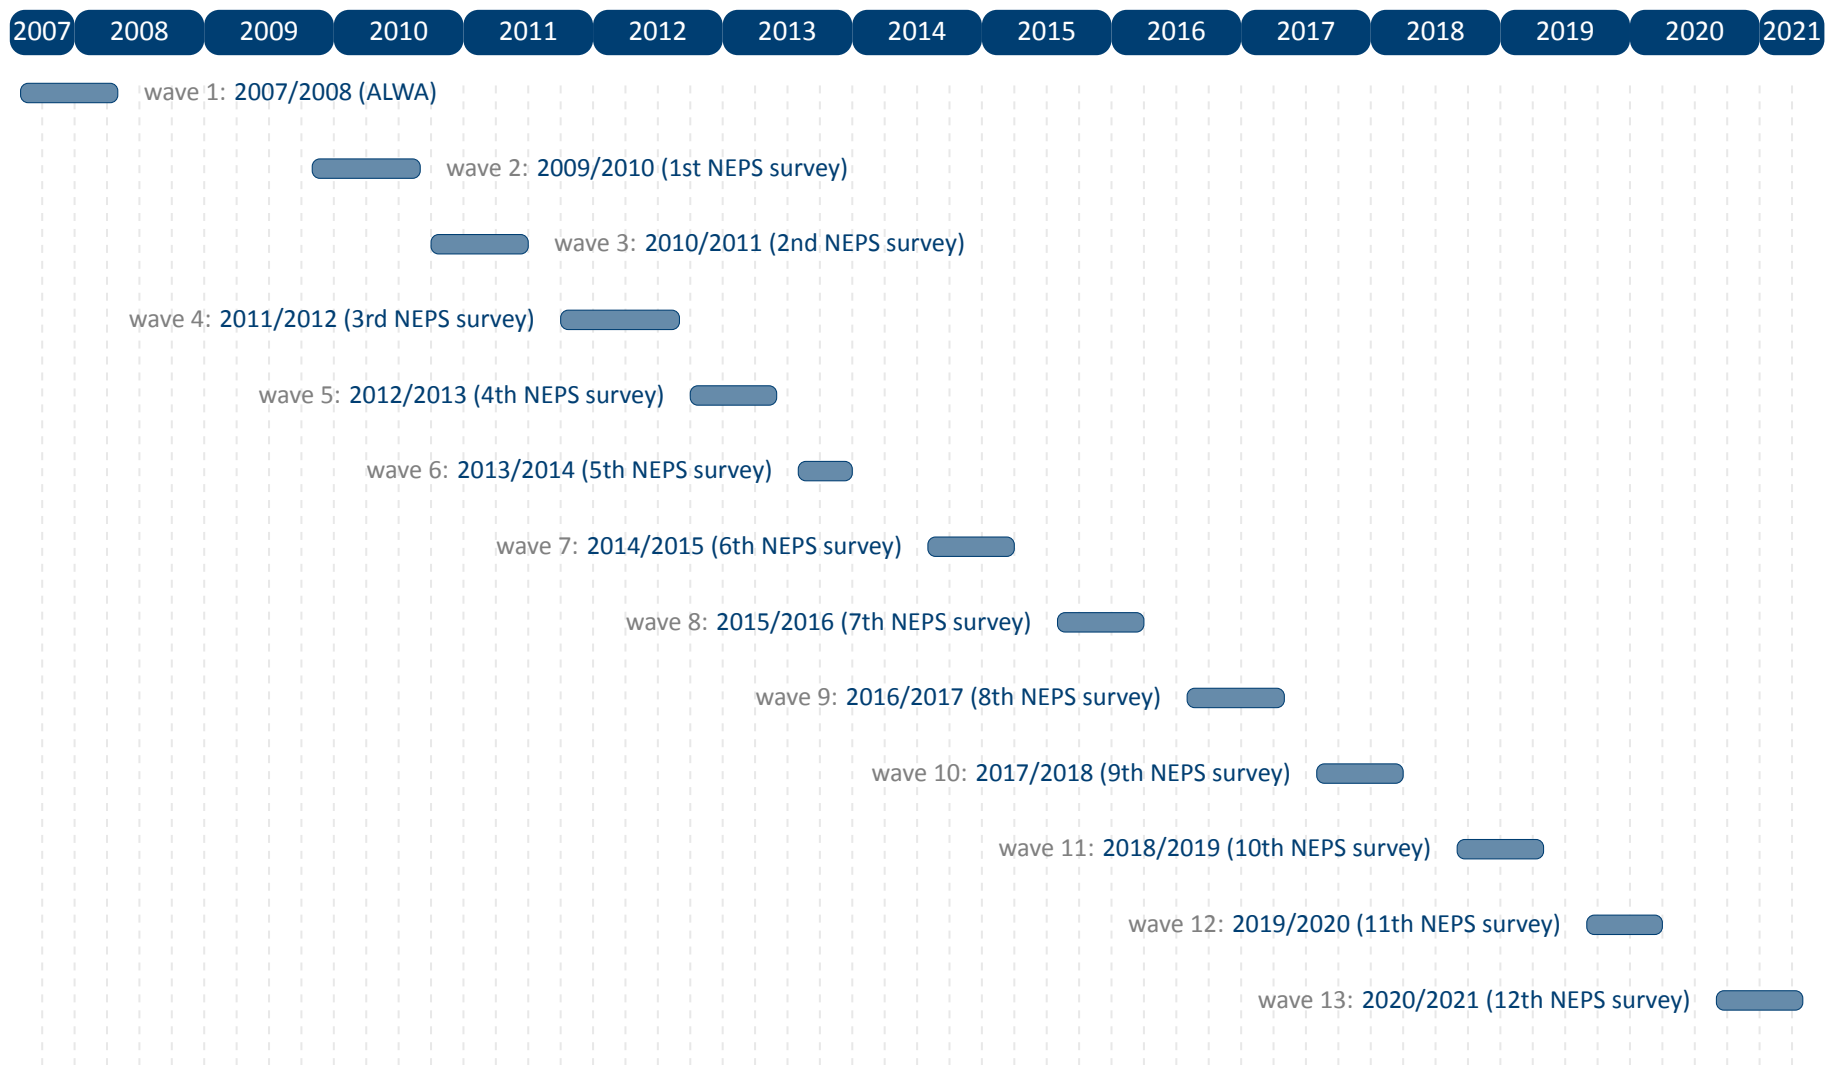 2007 2008 2009 2010 2011 2012 2013 2014 2015 2016 2017 2018 2019 2020 2021
wave 1: 2007/2008 (ALWA)
wave 2: 2009/2010 (1st NEPS survey)
wave 3: 2010/2011 (2nd NEPS survey)
wave 4: 2011/2012 (3rd NEPS survey)
wave 5: 2012/2013 (4th NEPS survey)
wave 6: 2013/2014 (5th NEPS survey)
wave 7: 2014/2015 (6th NEPS survey)
wave 8: 2015/2016 (7th NEPS survey)
wave 9: 2016/2017 (8th NEPS survey)
wave 10: 2017/2018 (9th NEPS survey)
wave 11: 2018/2019 (10th NEPS survey)
wave 12: 2019/2020 (11th NEPS survey)
wave 13: 2020/2021 (12th NEPS survey)